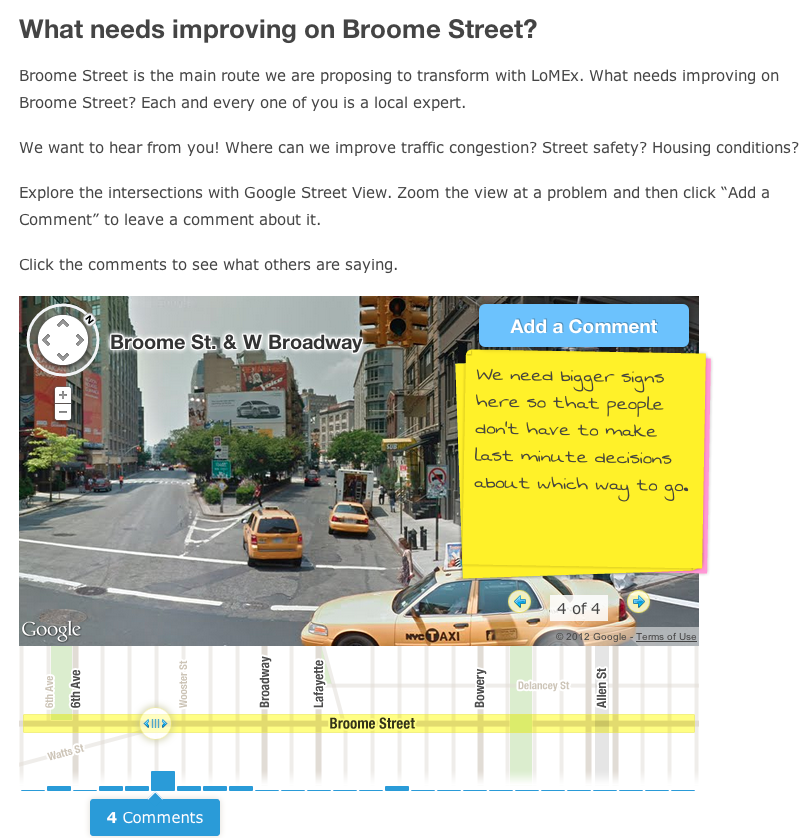 What needs improving on Broome Street?
Broome Street is the main route we are proposing to transform with LoMEx. What needs improving on
Broome Street? Each and every one of you is a local expert.
We want to hear from you! Where can we improve traffic congestion? Street safety? Housing conditions?
Explore the intersections with Google Street View. Zoom the view at a problem and then click “Add a
Comment” to leave a comment about it.
Click the comments to see what others are saying.
N
Broome St. & W Broadway
Add a Comment
+
−
We need bigger signs
here so that people
don't have to make
last minute decisions
about which way to go.
Voice
SUB
NYC TAXI
4 of 4
Google
© 2012 Google - Terms of Use
6th Ave
6th Ave
Wooster St
Broadway
Lafayette
Bowery
Delancey St
Allen St
Broome Street
Watts St
4 Comments